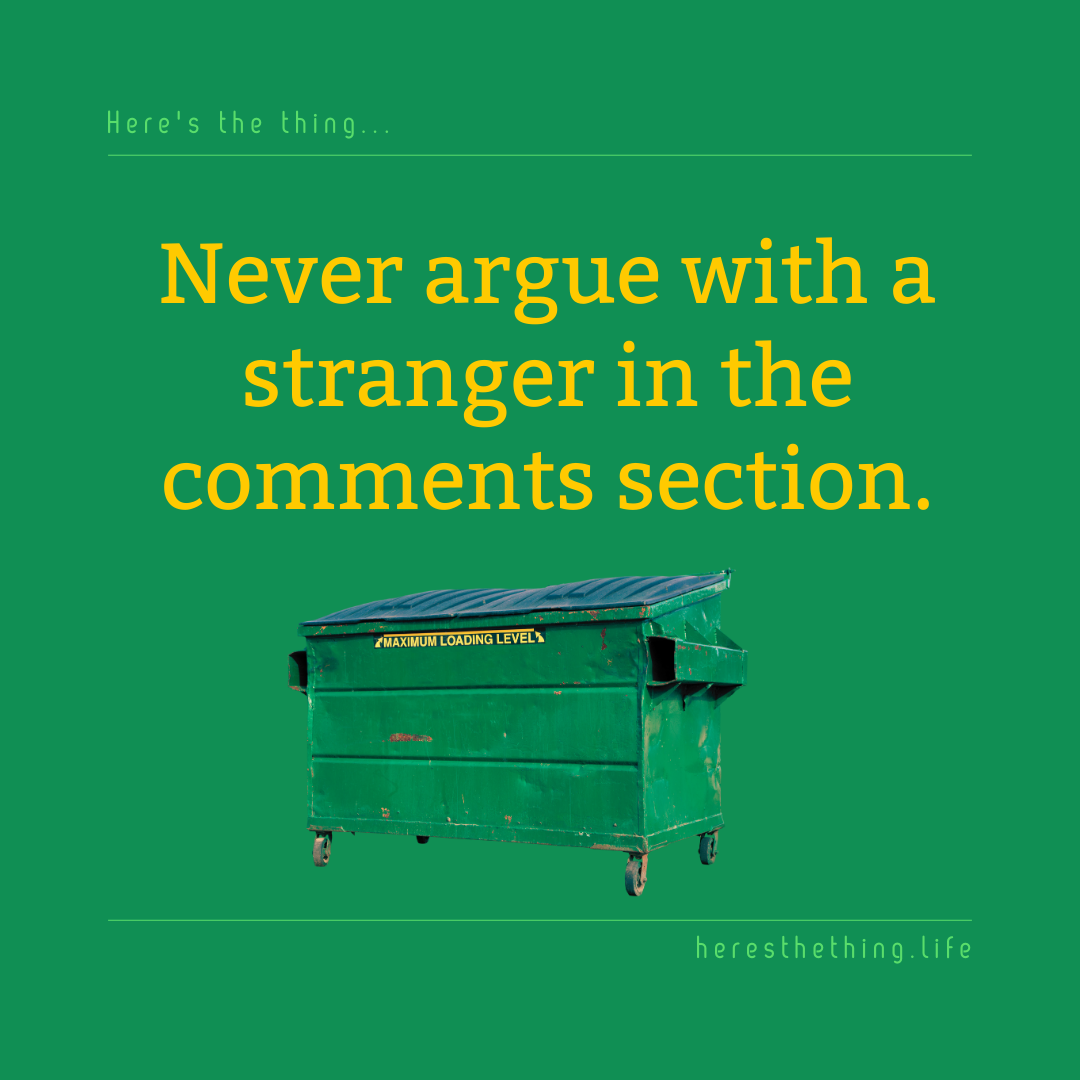 Here's the thing...
Never argue with a
stranger in the
comments section.
MAXIMUM LOADING LEVEL
heresthething.life